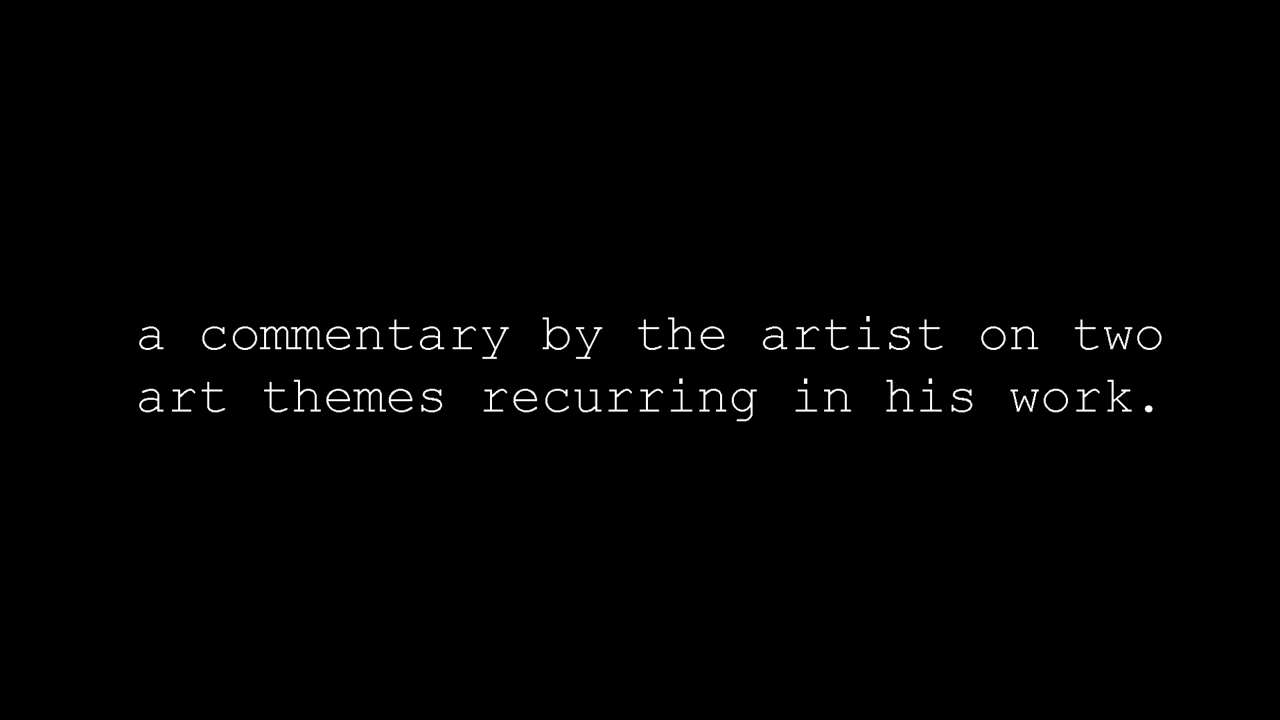 a commentary by the artist on two
art themes recurring in his work.